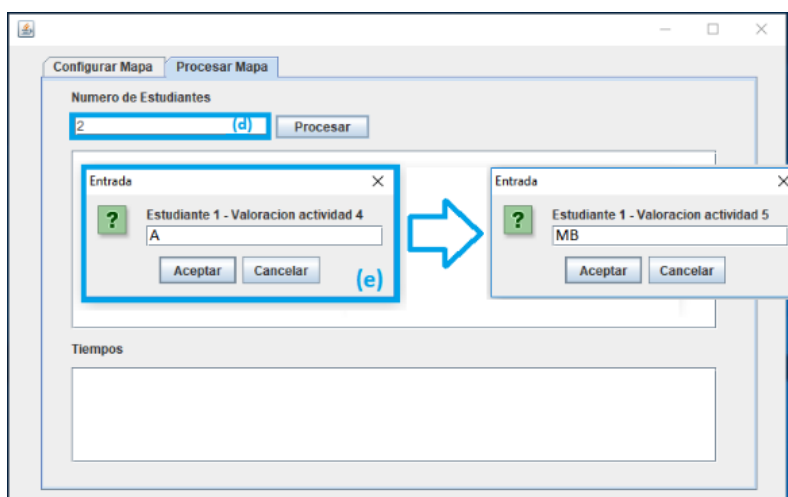 Configurar Mapa Procesar Mapa
Numero de Estudiantes
2 (d) Procesar
Entrada
Estudiante 1 - Valoracion actividad 4
A
Aceptar Cancelar
(e)
Entrada
Estudiante 1 - Valoracion actividad 5
MB
Aceptar Cancelar
Tiempos